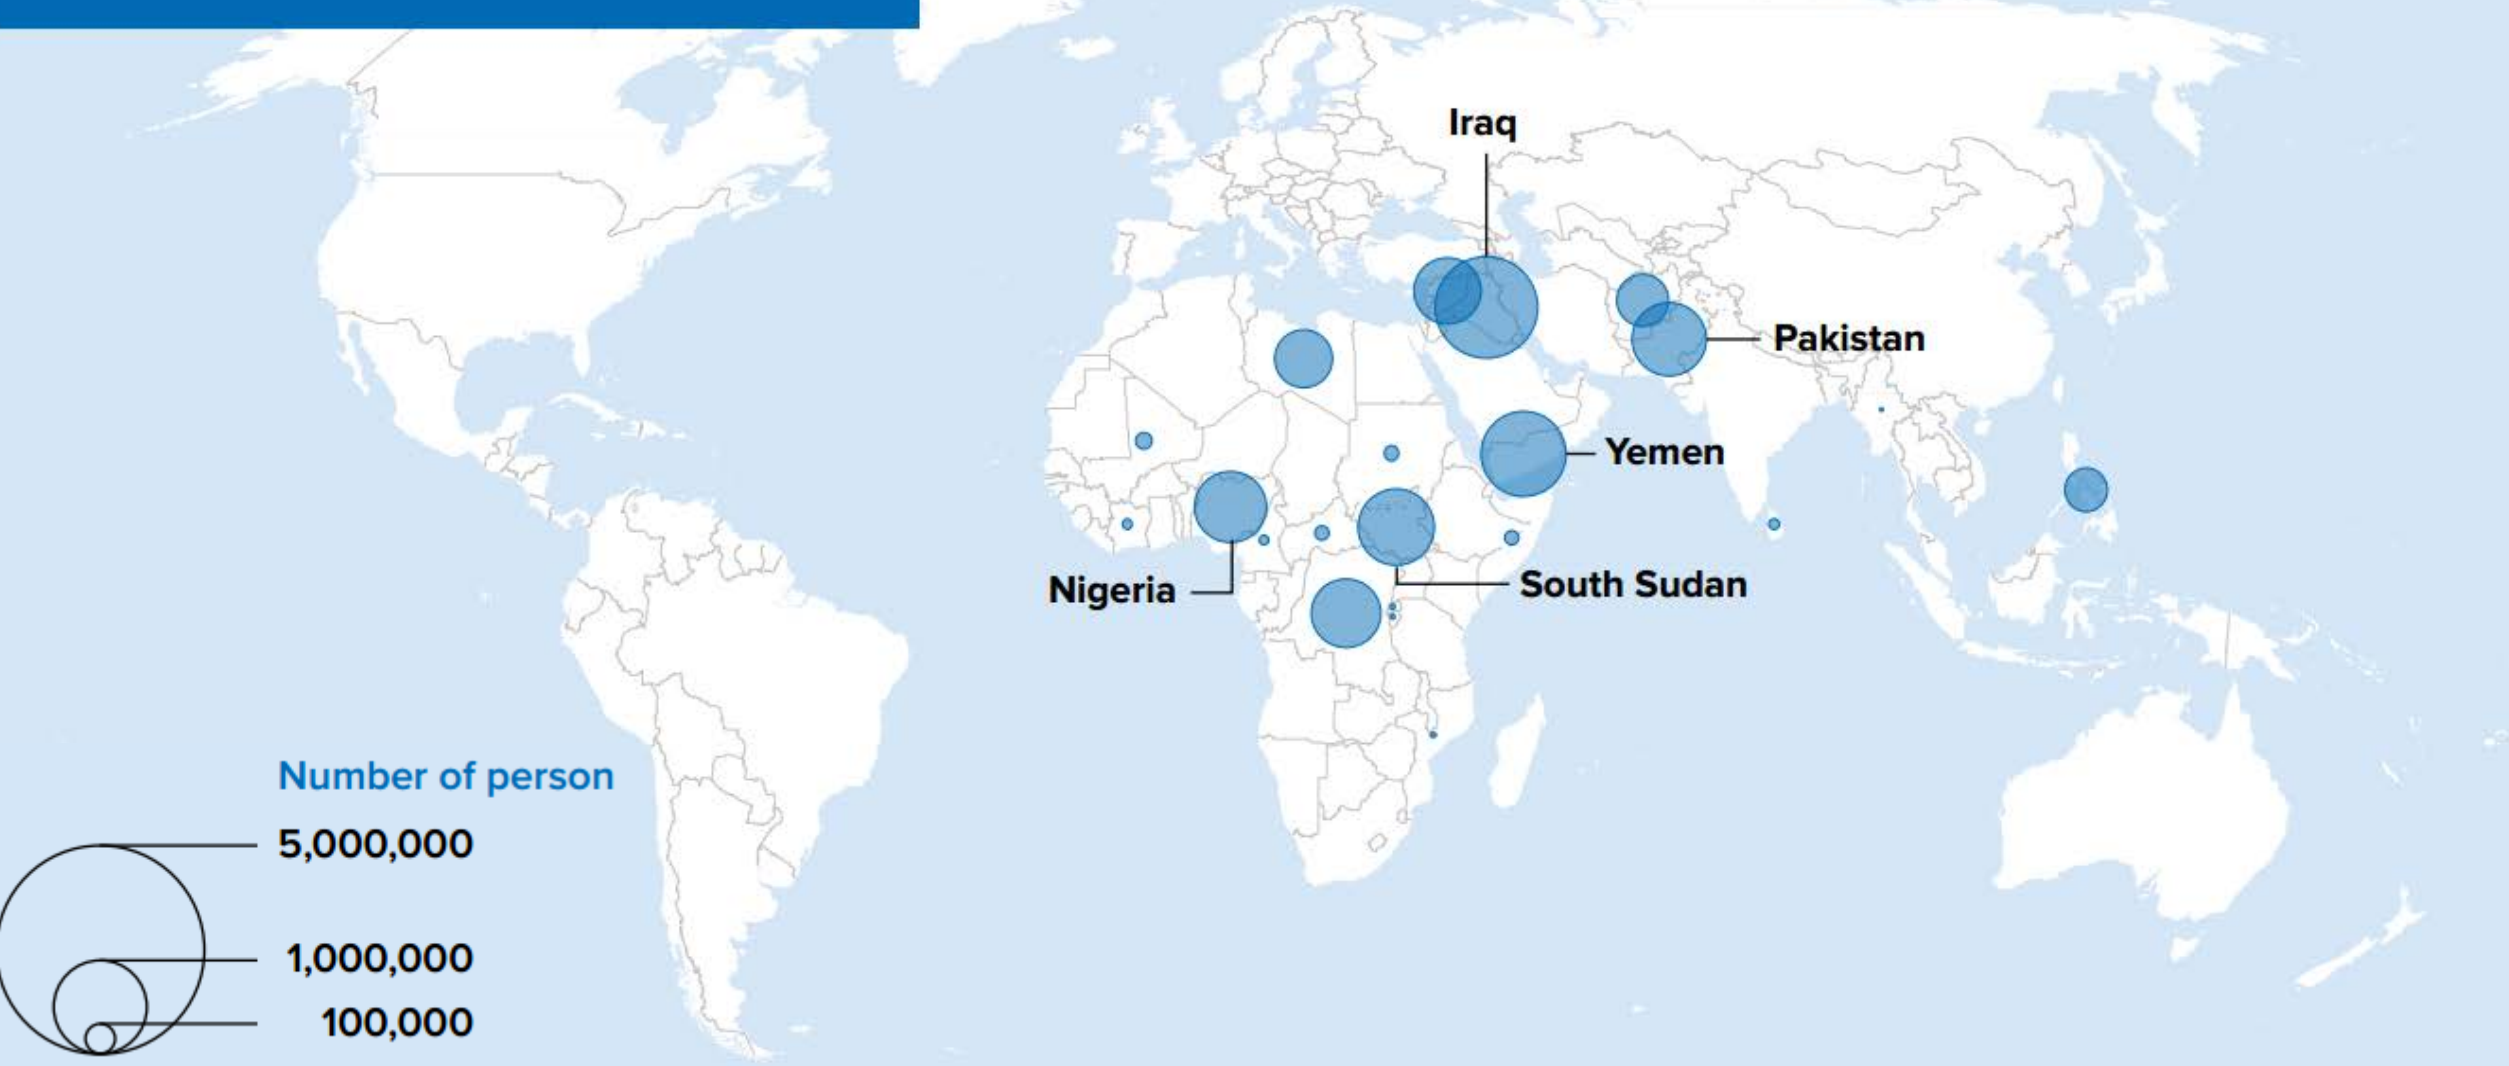 Iraq
Pakistan
Yemen
Nigeria
South Sudan
Number of person
5,000,000
1,000,000
100,000